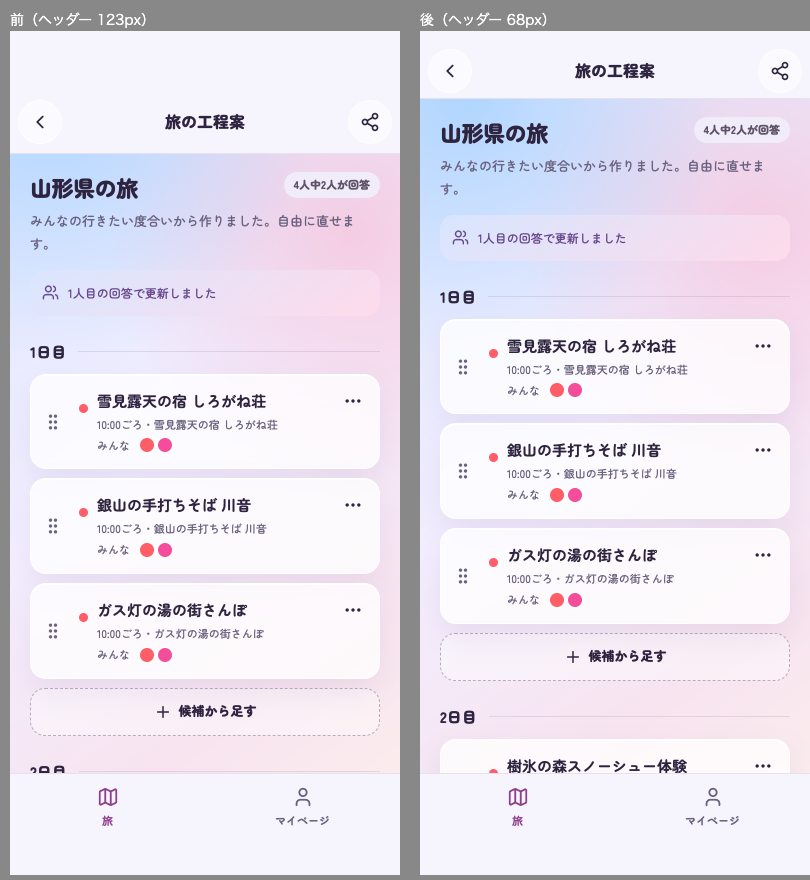 前（ヘッダー 123px）
旅の工程案
山形県の旅
4人中2人が回答
みんなの行きたい度合いから作りました。自由に直せま
す。
1人目の回答で更新しました
1日目
雪見露天の宿 しろがね荘
10:00ごろ・雪見露天の宿 しろがね荘
みんな
銀山の手打ちそば 川音
10:00ごろ・銀山の手打ちそば 川音
みんな
ガス灯の湯の街さんぽ
10:00ごろ・ガス灯の湯の街さんぽ
みんな
＋ 候補から足す
2日目
旅
マイページ
後（ヘッダー 68px）
旅の工程案
山形県の旅
4人中2人が回答
みんなの行きたい度合いから作りました。自由に直せま
す。
1人目の回答で更新しました
1日目
雪見露天の宿 しろがね荘
10:00ごろ・雪見露天の宿 しろがね荘
みんな
銀山の手打ちそば 川音
10:00ごろ・銀山の手打ちそば 川音
みんな
ガス灯の湯の街さんぽ
10:00ごろ・ガス灯の湯の街さんぽ
みんな
＋ 候補から足す
2日目
樹氷の森スノーシュー体験
旅
マイページ